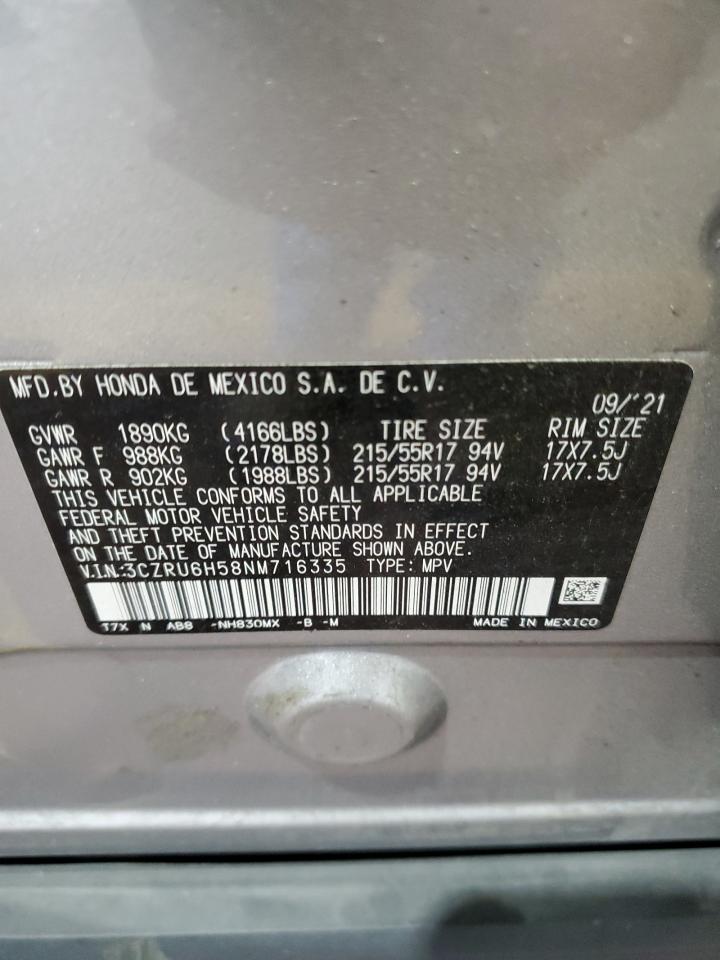 MFD.BY HONDA DE MEXICO S.A. DE C.V.
09/'21
GVWR 1890KG (4166LBS) TIRE SIZE RIM SIZE
GAWR F 988KG (2178LBS) 215/55R17 94V 17X7.5J
GAWR R 902KG (1988LBS) 215/55R17 94V 17X7.5J
THIS VEHICLE CONFORMS TO ALL APPLICABLE
FEDERAL MOTOR VEHICLE SAFETY
AND THEFT PREVENTION STANDARDS IN EFFECT
ON THE DATE OF MANUFACTURE SHOWN ABOVE.
V.I.N.:3CZRU6H58NM716335 TYPE: MPV
T7X N AB8 -NH830MX -B -M MADE IN MEXICO